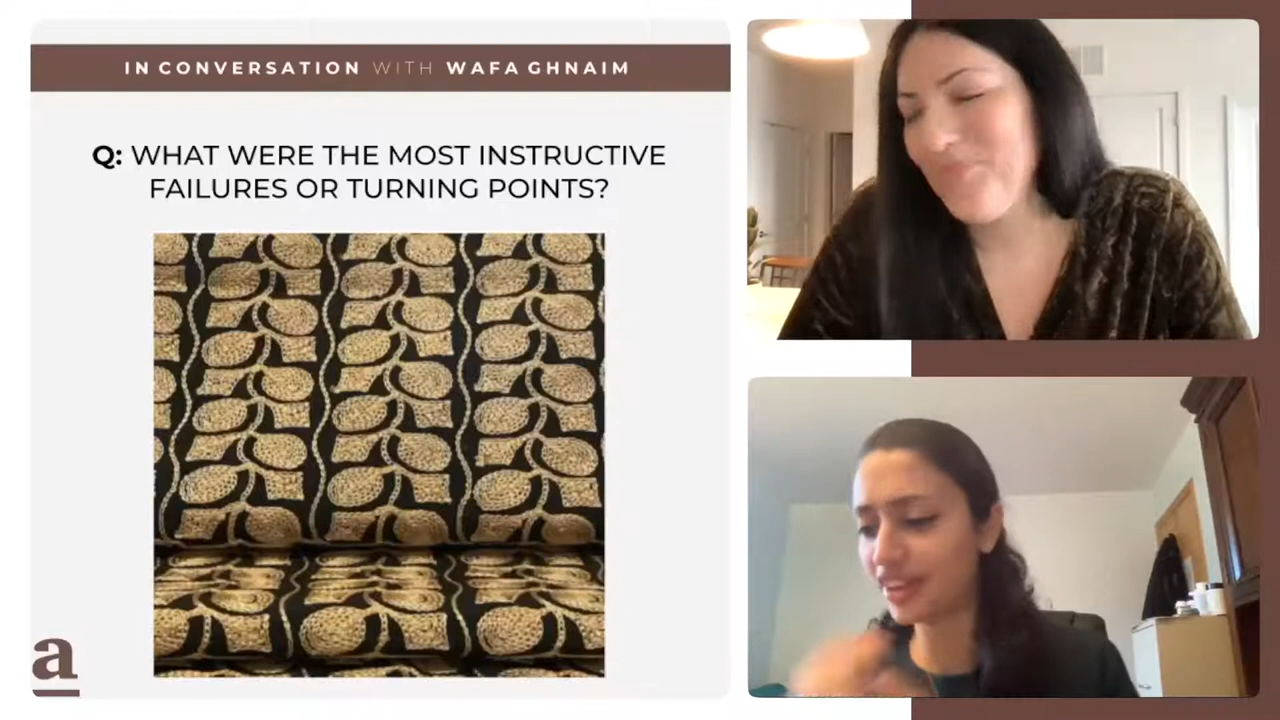 IN CONVERSATION WITH WAFA GHNAIM
Q: WHAT WERE THE MOST INSTRUCTIVE
FAILURES OR TURNING POINTS?
a